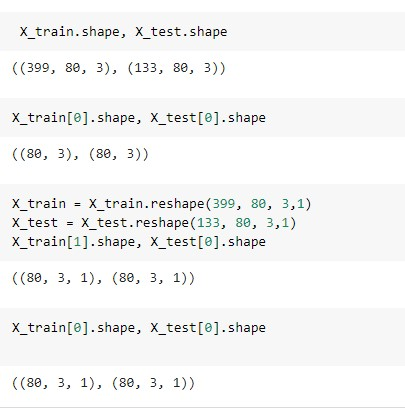 X_train.shape, X_test.shape
((399, 80, 3), (133, 80, 3))
X_train[0].shape, X_test[0].shape
((80, 3), (80, 3))
X_train = X_train.reshape(399, 80, 3,1)
X_test = X_test.reshape(133, 80, 3,1)
X_train[1].shape, X_test[0].shape
((80, 3, 1), (80, 3, 1))
X_train[0].shape, X_test[0].shape
((80, 3, 1), (80, 3, 1))